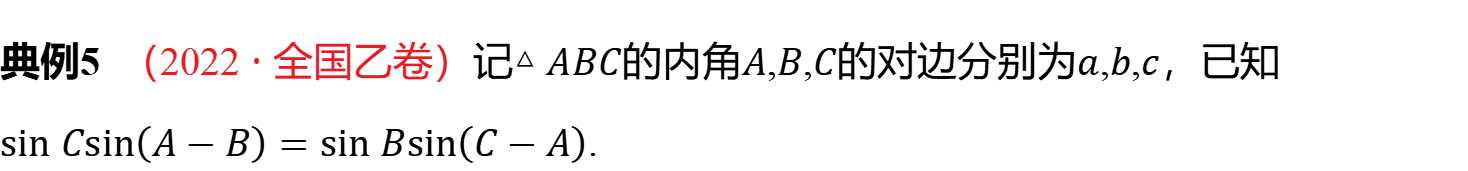 典例5 （2022·全国乙卷）记△ ABC的内角A,B,C的对边分别为a,b,c，已知
sin Csin(A − B) = sin Bsin(C − A).